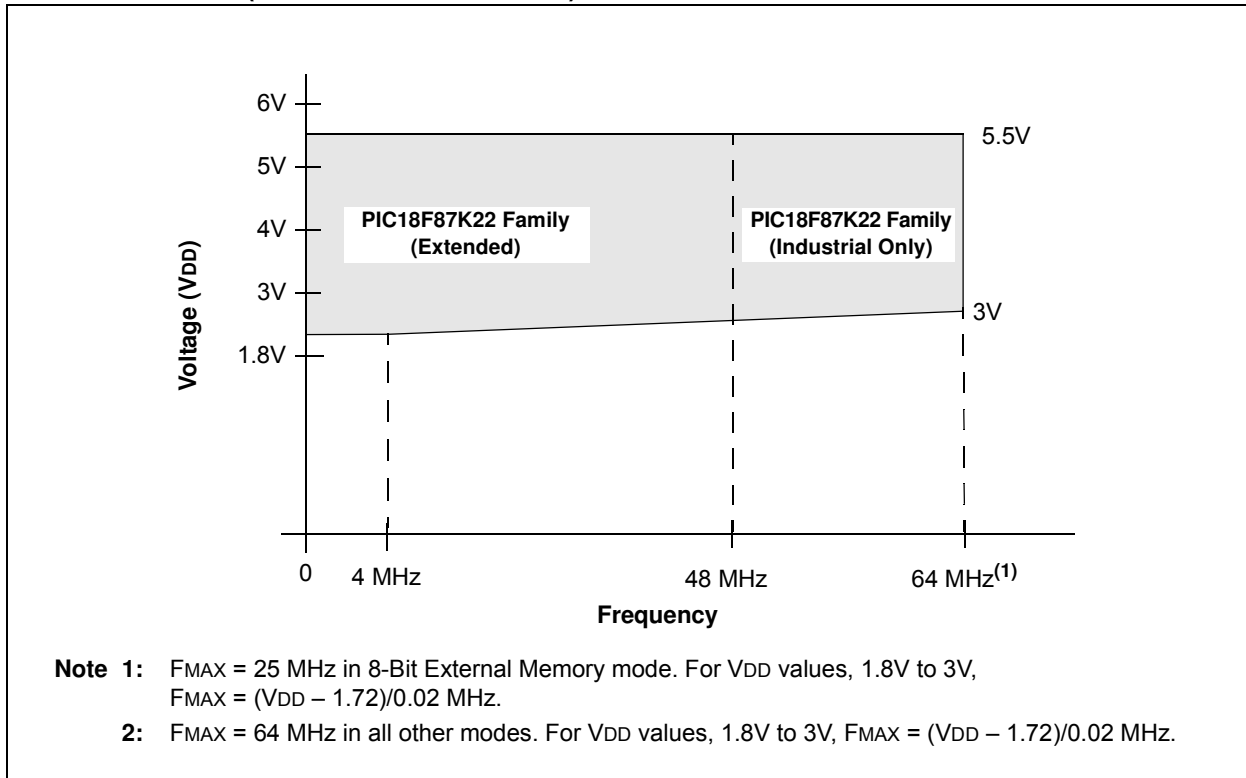 6V
5.5V
5V
PIC18F87K22 Family
(Extended)
PIC18F87K22 Family
(Industrial Only)
4V
Voltage (VDD)
3V
3V
1.8V
0
4 MHz
48 MHz
64 MHz(1)
Frequency
Note 1: FMAX = 25 MHz in 8-Bit External Memory mode. For VDD values, 1.8V to 3V,
FMAX = (VDD – 1.72)/0.02 MHz.
2: FMAX = 64 MHz in all other modes. For VDD values, 1.8V to 3V, FMAX = (VDD – 1.72)/0.02 MHz.